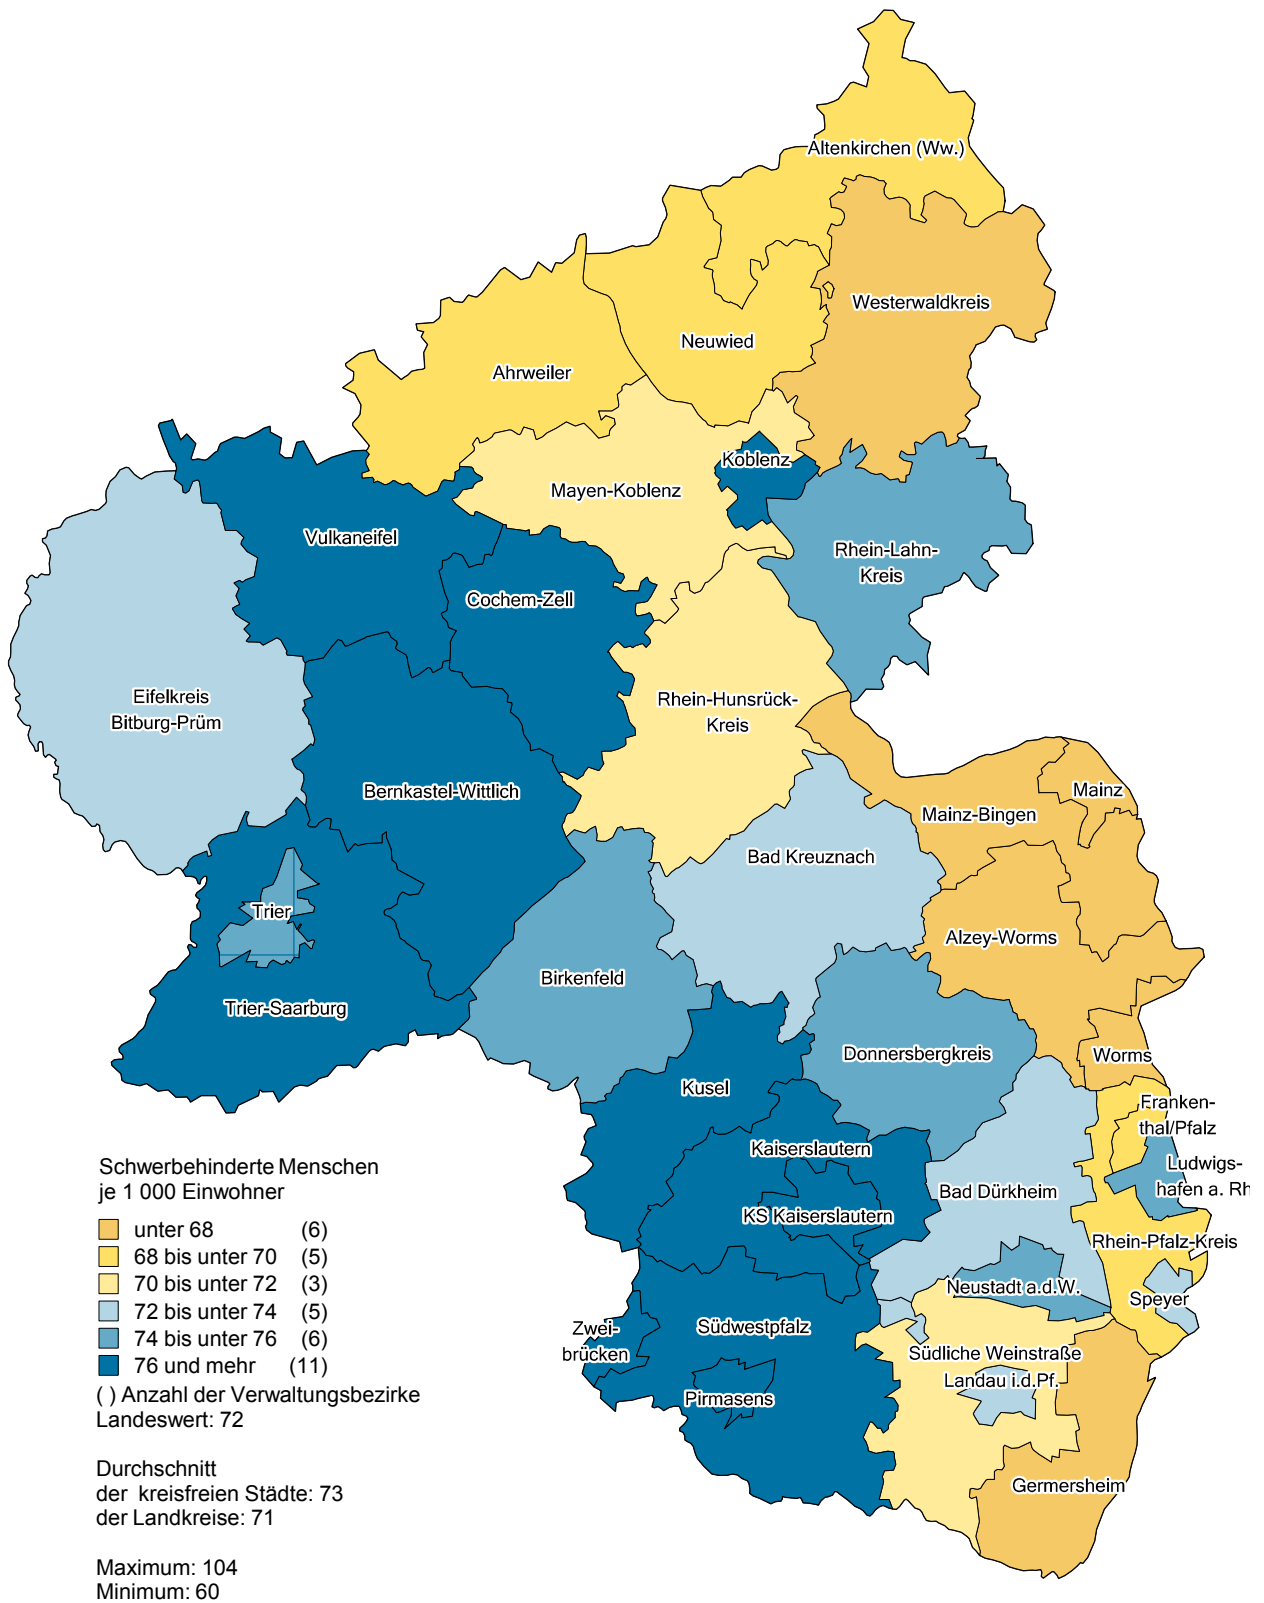 Altenkirchen (Ww.)
Westerwaldkreis
Neuwied
Ahrweiler
Koblenz
Mayen-Koblenz
Vulkaneifel
Rhein-Lahn-
Kreis
Cochem-Zell
Eifelkreis
Bitburg-Prüm
Rhein-Hunsrück-
Kreis
Bernkastel-Wittlich
Mainz
Mainz-Bingen
Bad Kreuznach
Trier
Alzey-Worms
Birkenfeld
Trier-Saarburg
Donnersbergkreis
Worms
Kusel
Franken-
thal/Pfalz
Kaiserslautern
Ludwigs-
hafen a. Rh
Bad Dürkheim
KS Kaiserslautern
Rhein-Pfalz-Kreis
Neustadt a.d.W.
Speyer
Zwei-
brücken
Südwestpfalz
Südliche Weinstraße
Landau i.d.Pf.
Pirmasens
Germersheim
Schwerbehinderte Menschen
je 1 000 Einwohner
unter 68 (6)
68 bis unter 70 (5)
70 bis unter 72 (3)
72 bis unter 74 (5)
74 bis unter 76 (6)
76 und mehr (11)
( ) Anzahl der Verwaltungsbezirke
Landeswert: 72
Durchschnitt
der kreisfreien Städte: 73
der Landkreise: 71
Maximum: 104
Minimum: 60